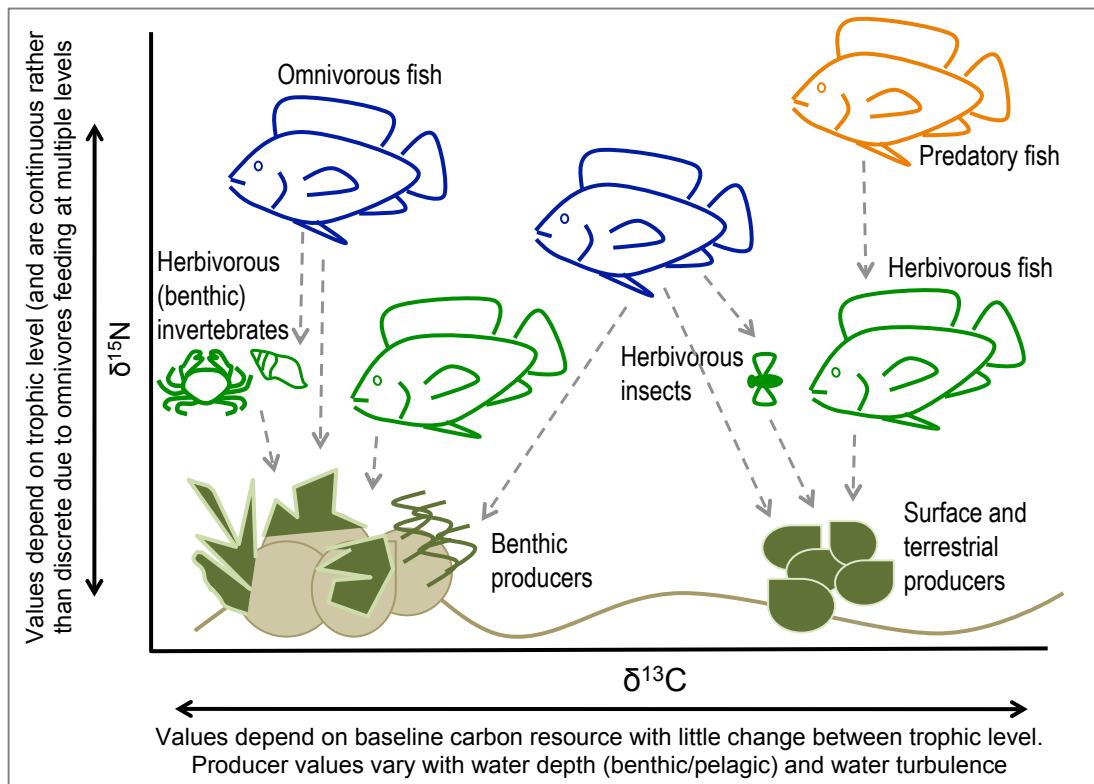 Values depend on trophic level (and are continuous rather
than discrete due to omnivores feeding at multiple levels
δ15N
Omnivorous fish
Predatory fish
Herbivorous
(benthic)
invertebrates
Herbivorous fish
Herbivorous
insects
Benthic
producers
Surface and
terrestrial
producers
δ13C
Values depend on baseline carbon resource with little change between trophic level.
Producer values vary with water depth (benthic/pelagic) and water turbulence